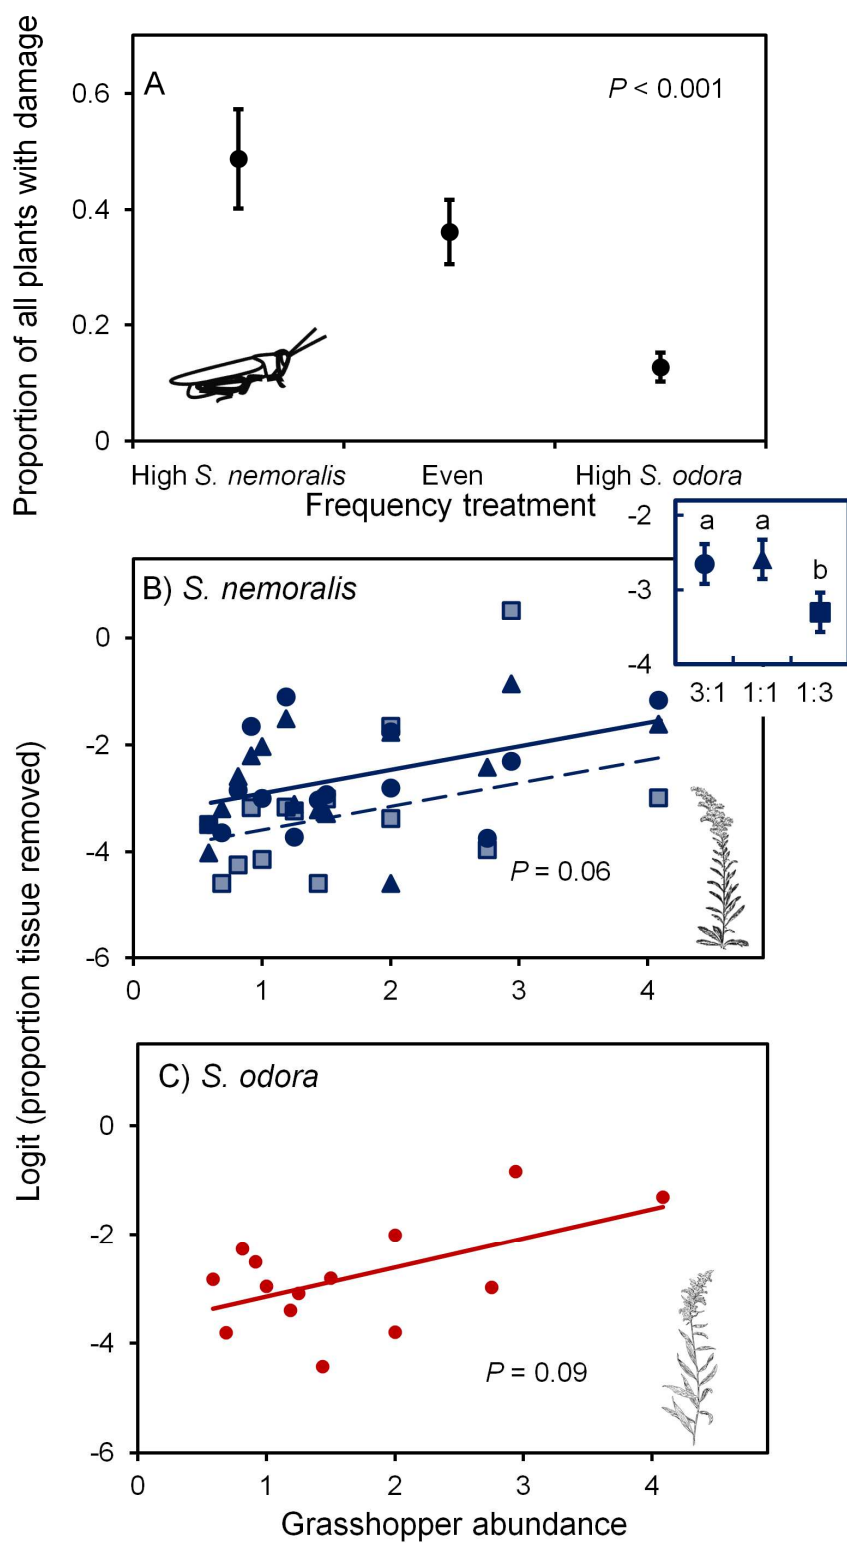 Proportion of all plants with damage
A
P < 0.001
0.6
0.4
0.2
0
High S. nemoralis
Even
High S. odora
Frequency treatment
-2
-3
-4
a
a
b
3:1
1:1
1:3
Logit (proportion tissue removed)
B) S. nemoralis
0
-2
-4
-6
P = 0.06
0
1
2
3
4
C) S. odora
0
-2
-4
-6
P = 0.09
0
1
2
3
4
Grasshopper abundance